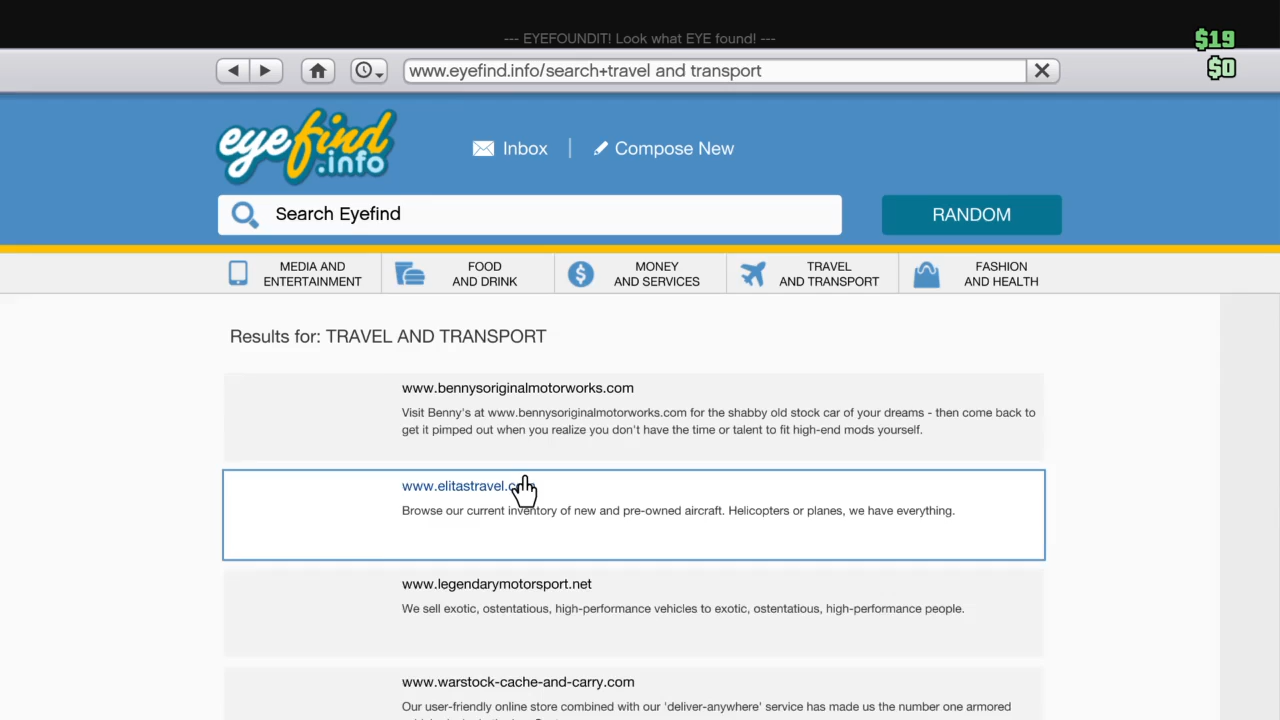 --- EYEFOUNDIT! Look what EYE found! ---
$19
$0
www.eyefind.info/search+travel and transport
eyefind
.info
Inbox
Compose New
Search Eyefind
RANDOM
MEDIA AND
ENTERTAINMENT
FOOD
AND DRINK
MONEY
AND SERVICES
TRAVEL
AND TRANSPORT
FASHION
AND HEALTH
Results for: TRAVEL AND TRANSPORT
www.bennysoriginalmotorworks.com
Visit Benny's at www.bennysoriginalmotorworks.com for the shabby old stock car of your dreams - then come back to
get it pimped out when you realize you don't have the time or talent to fit high-end mods yourself.
www.elitastravel.
Browse our current inventory of new and pre-owned aircraft. Helicopters or planes, we have everything.
www.legendarymotorsport.net
We sell exotic, ostentatious, high-performance vehicles to exotic, ostentatious, high-performance people.
www.warstock-cache-and-carry.com
Our user-friendly online store combined with our 'deliver-anywhere' service has made us the number one armored